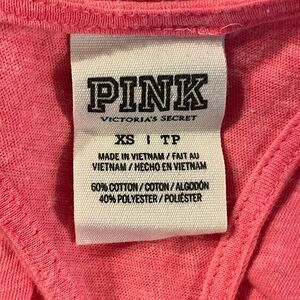 PINK
VICTORIA'S SECRET
XS | TP
MADE IN VIETNAM / FAIT AU
VIETNAM / HECHO EN VIETNAM
60% COTTON / COTON / ALGODÓN
40% POLYESTER / POLIÉSTER